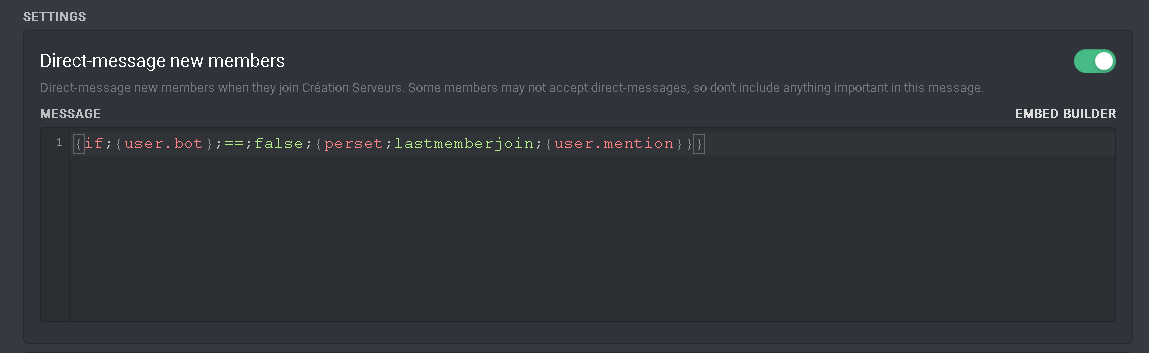 SETTINGS
Direct-message new members
Direct-message new members when they join Création Serveurs. Some members may not accept direct-messages, so don't include anything important in this message.
MESSAGE EMBED BUILDER
1 {if;{user.bot};==;false;{perset;lastmemberjoin;{user.mention}}}